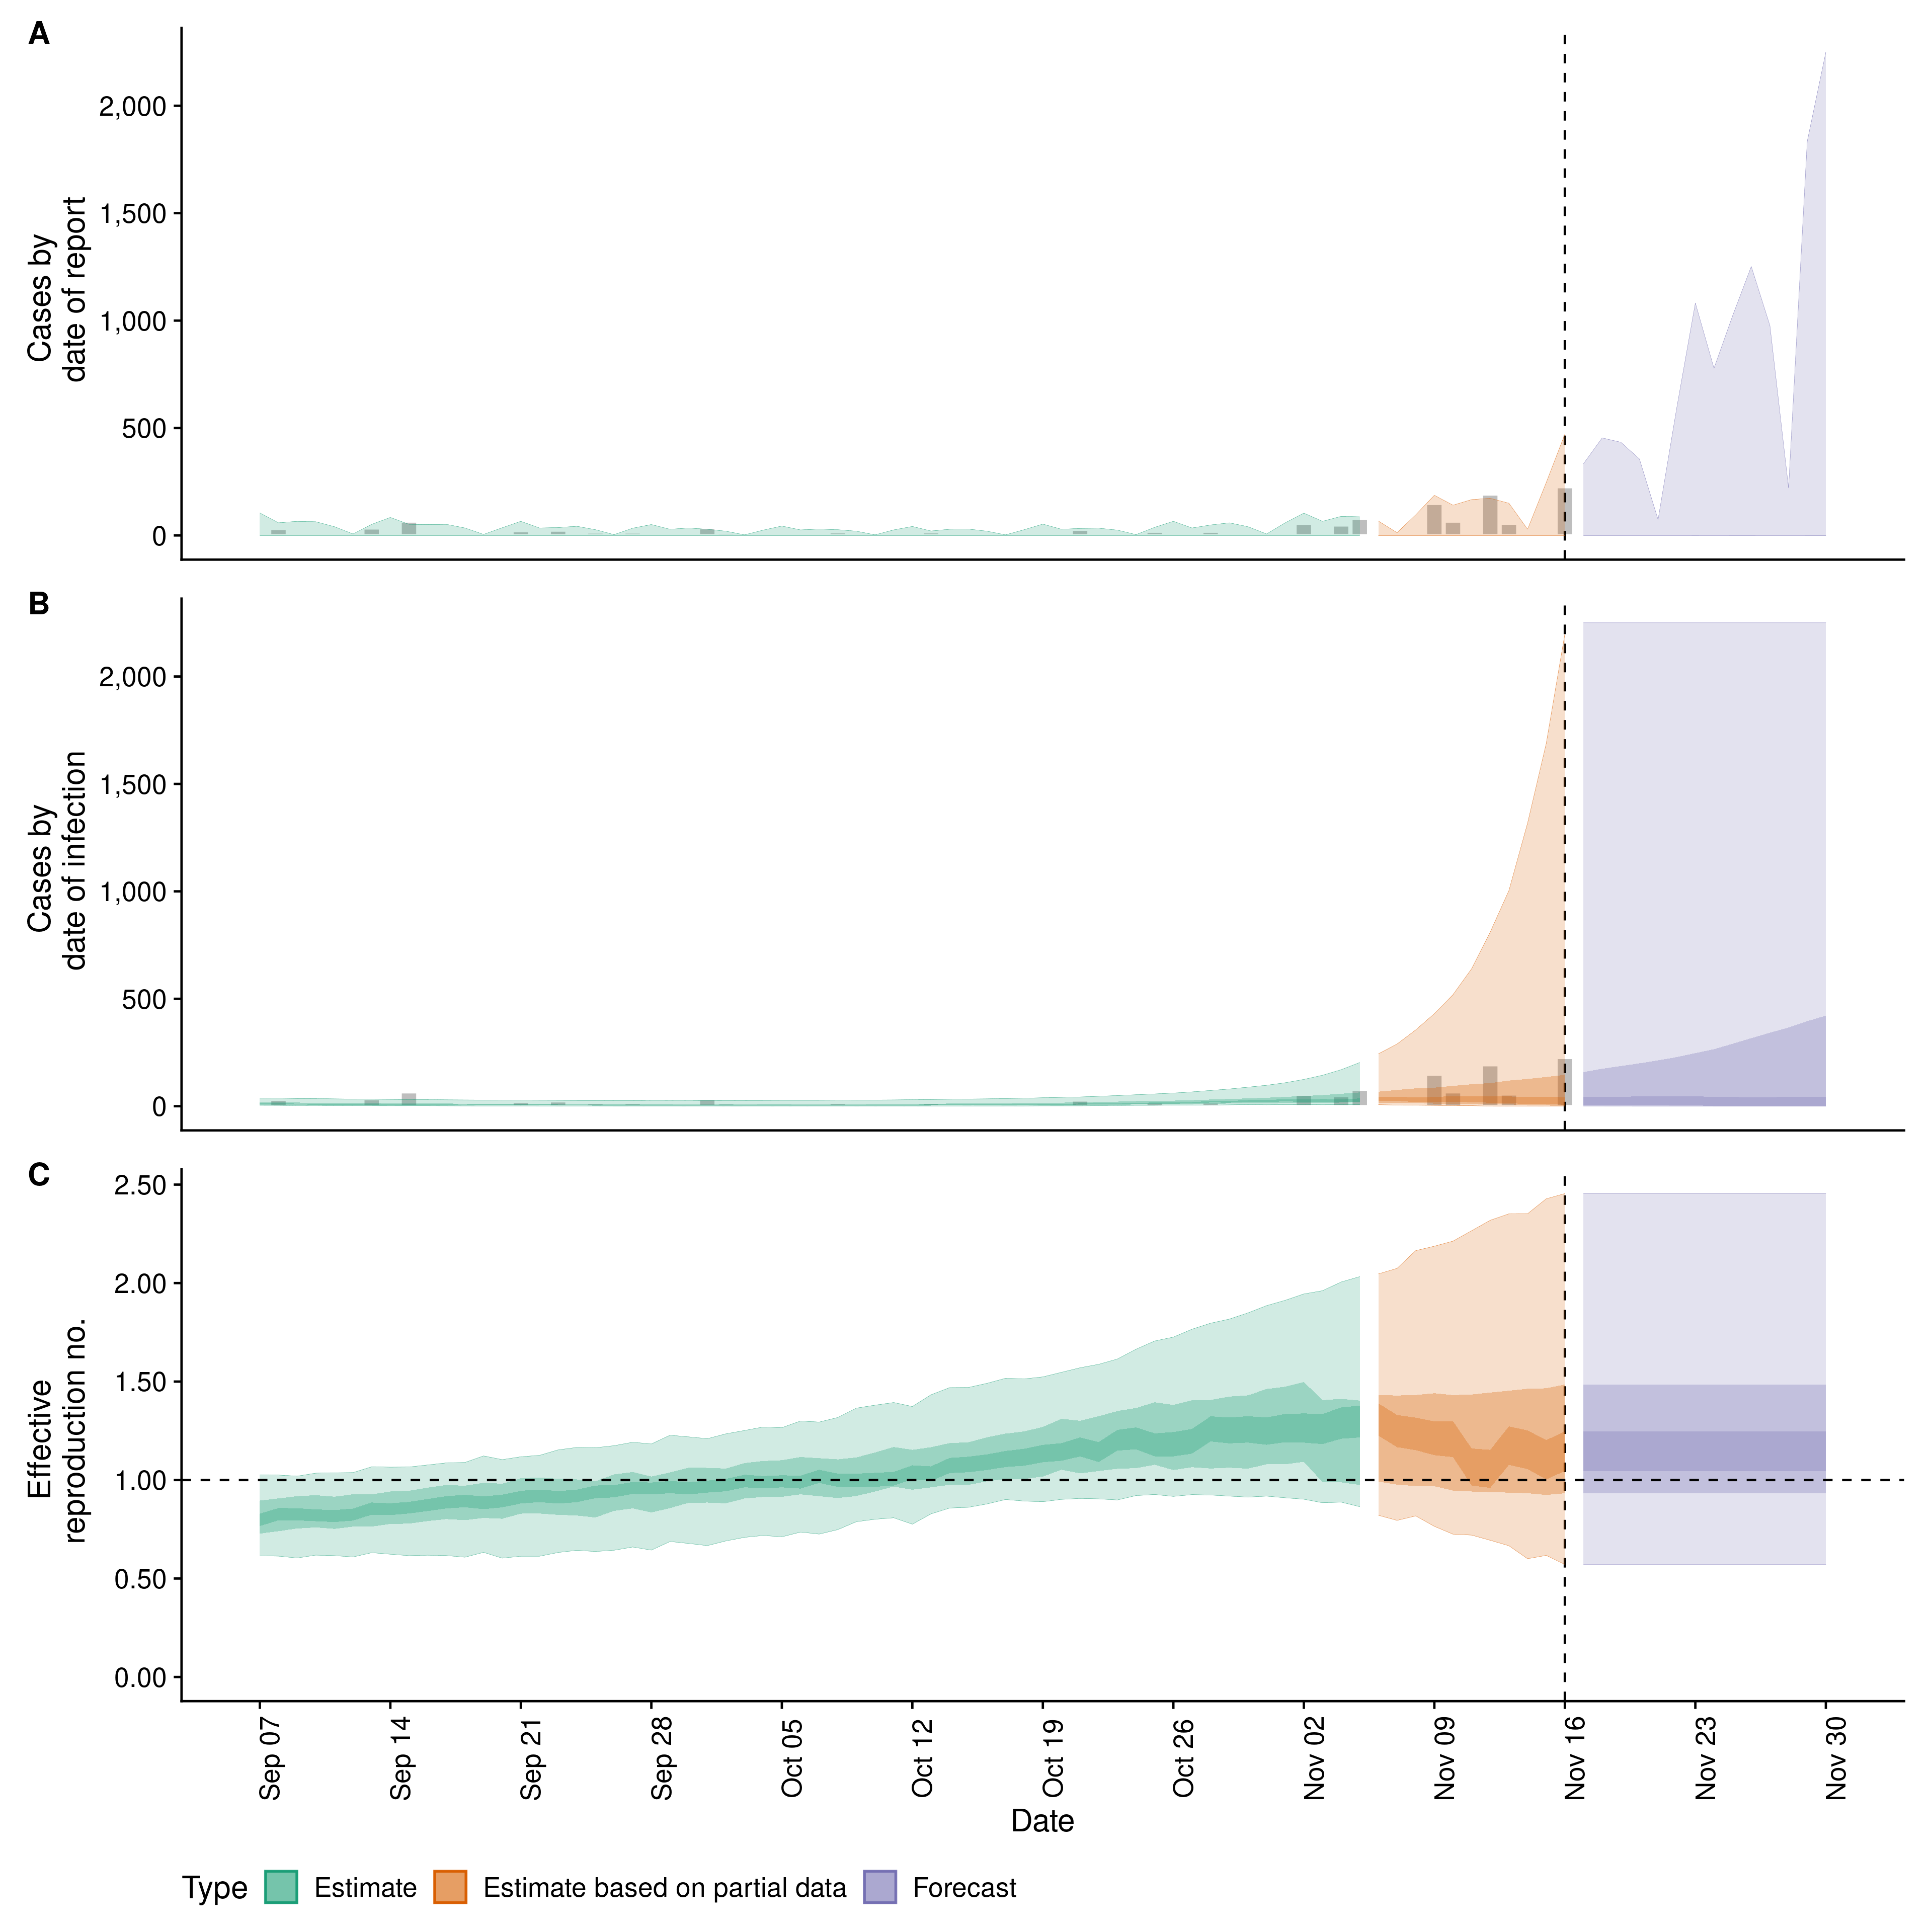 A
Cases by
date of report
2,000
1,500
1,000
500
0
B
Cases by
date of infection
2,000
1,500
1,000
500
0
C
Effective
reproduction no.
2.50
2.00
1.50
1.00
0.50
0.00
Sep 07
Sep 14
Sep 21
Sep 28
Oct 05
Oct 12
Oct 19
Oct 26
Nov 02
Nov 09
Nov 16
Nov 23
Nov 30
Date
Type Estimate Estimate based on partial data Forecast